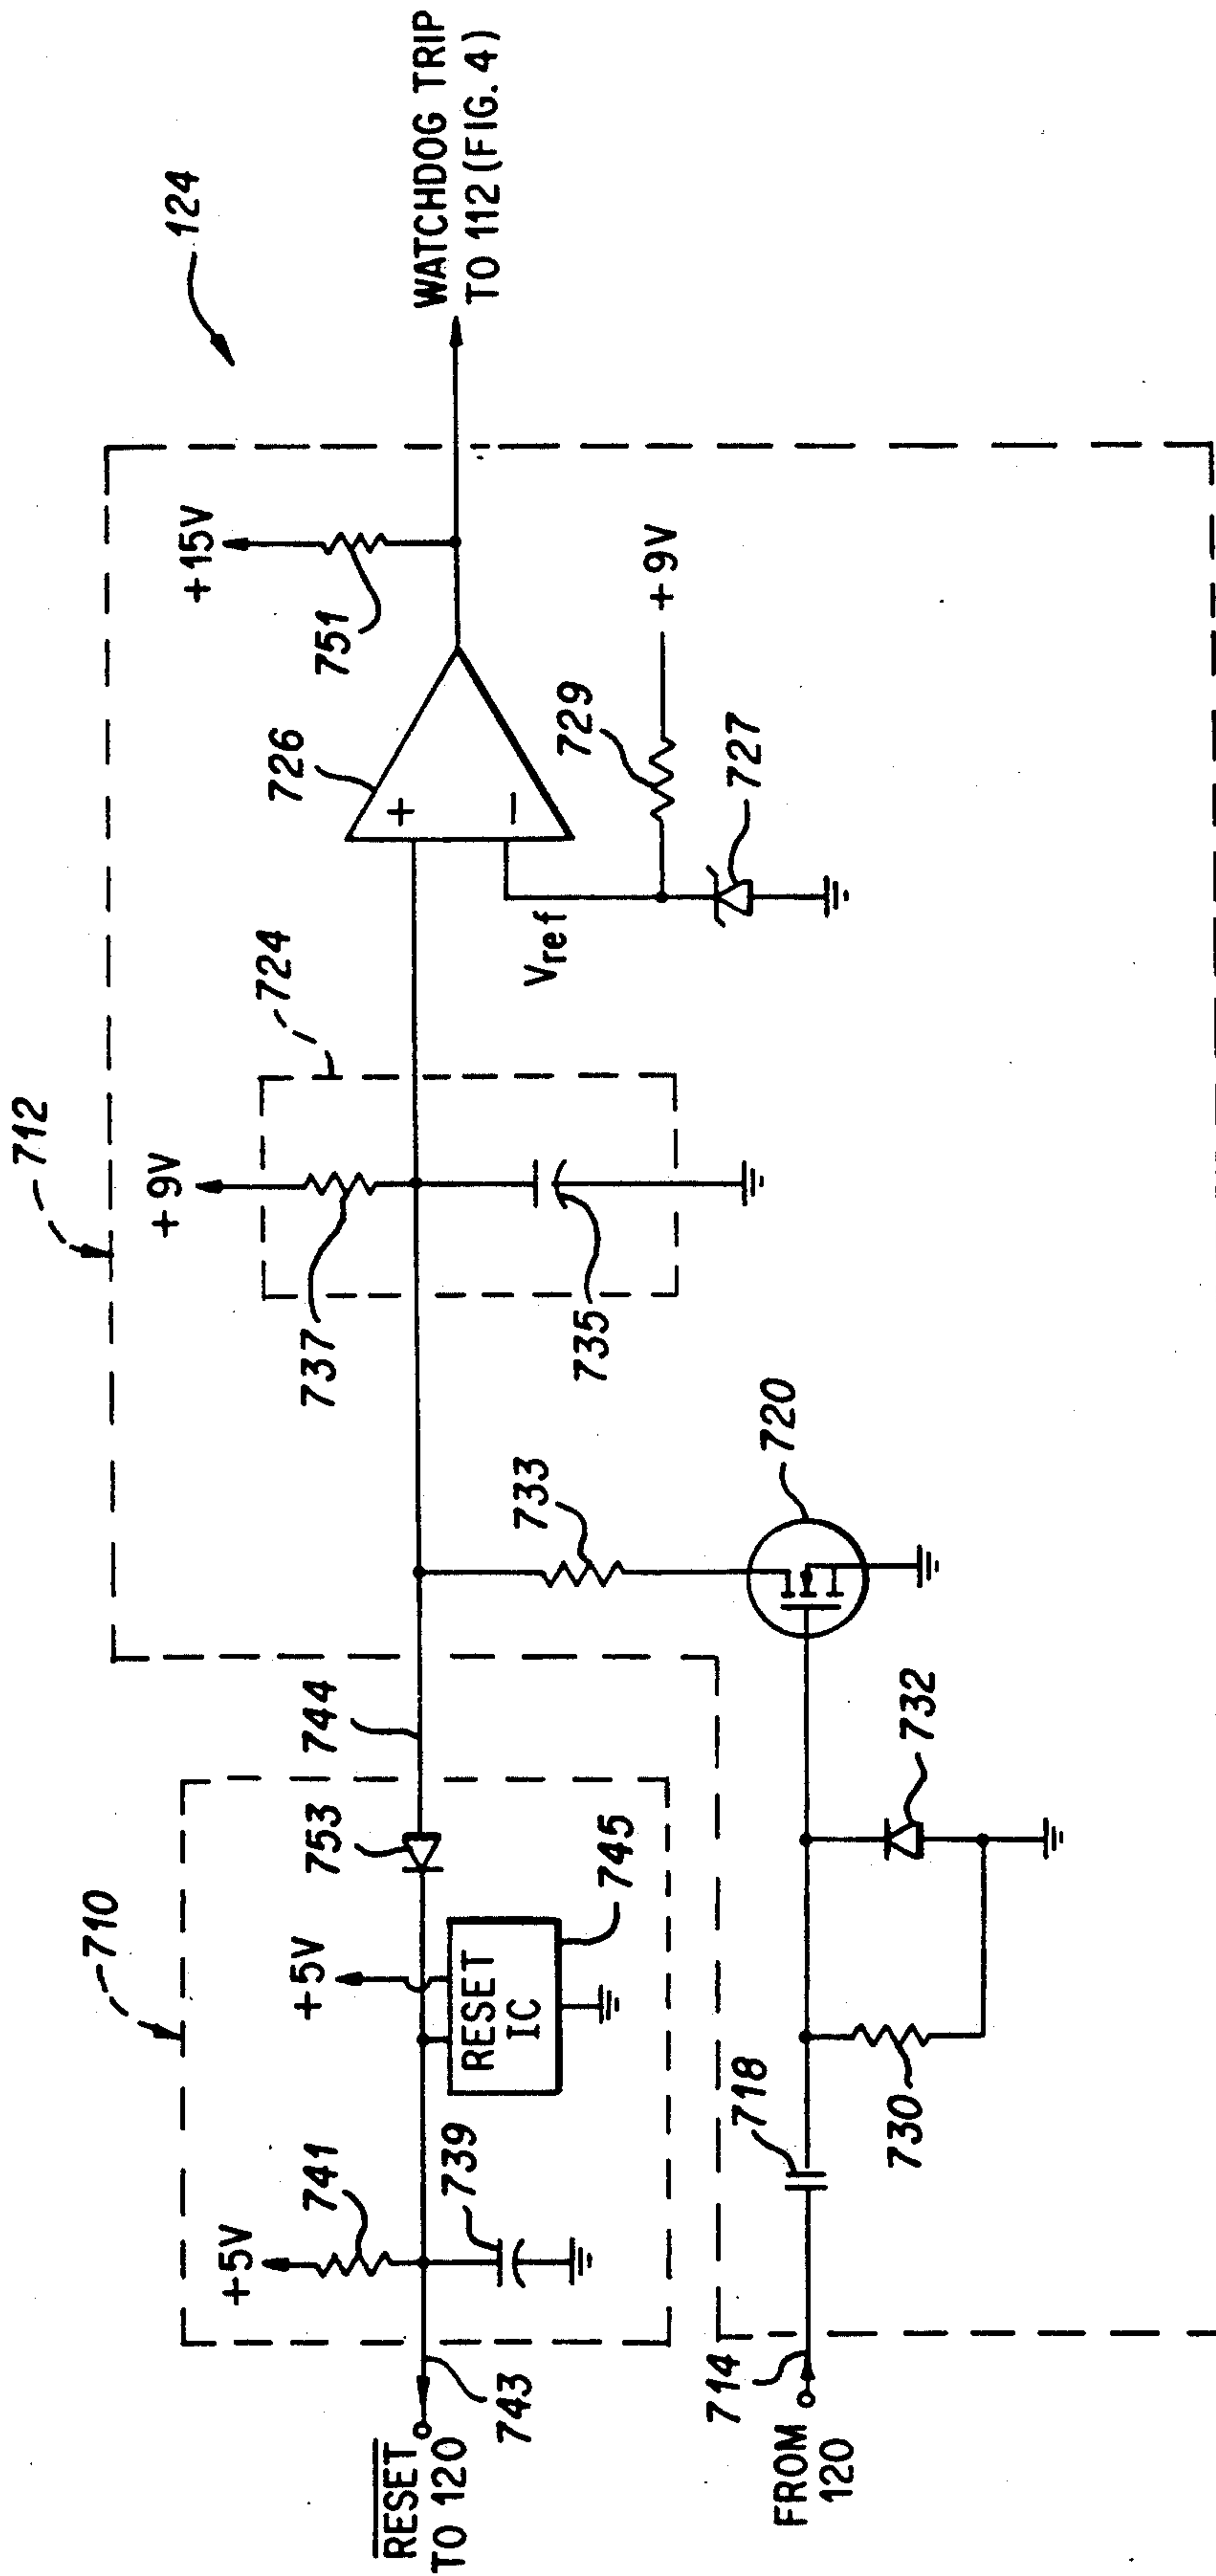 712
710
124
+5V
741
739
+5V
RESET
IC
745
753
744
+9V
737
724
735
726
+
−
Vref
+15V
751
729
+9V
727
WATCHDOG TRIP
TO 112 (FIG. 4)
RESET
TO 120
743
733
720
714
FROM
120
718
730
732